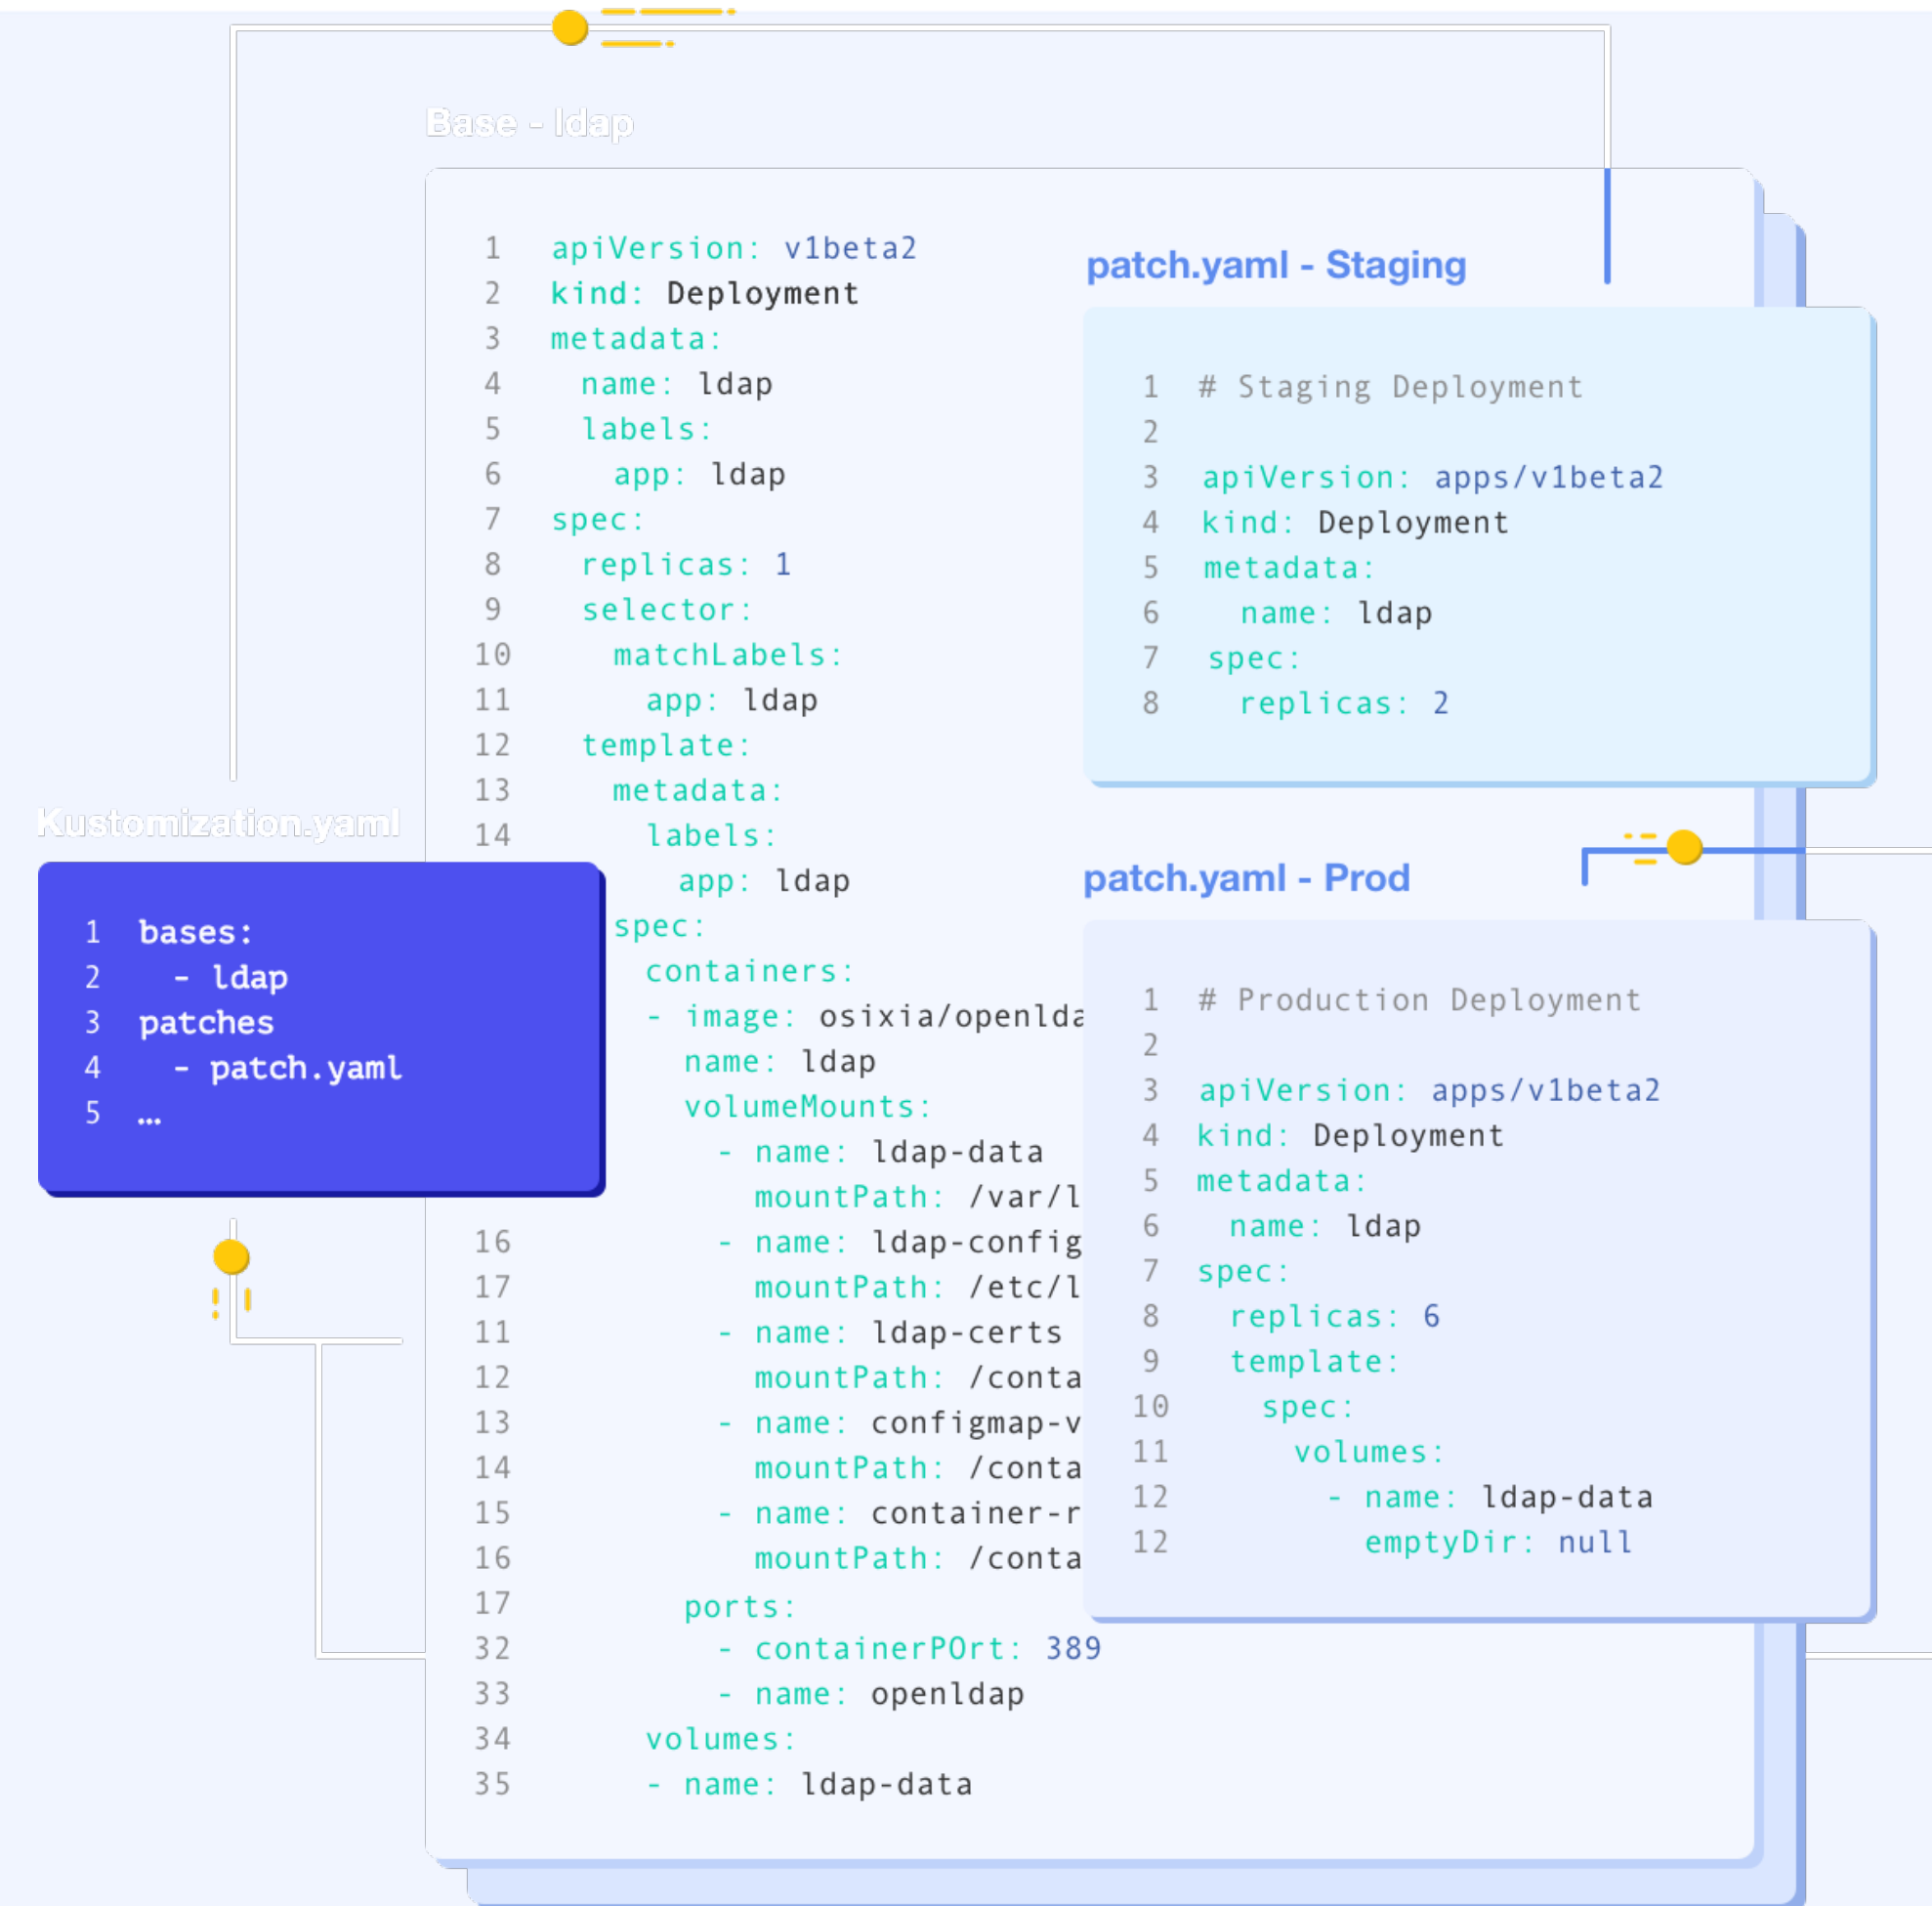 Base - ldap
1 apiVersion: v1beta2
2 kind: Deployment
3 metadata:
4 name: ldap
5 labels:
6 app: ldap
7 spec:
8 replicas: 1
9 selector:
10 matchLabels:
11 app: ldap
12 template:
13 metadata:
14 labels:
app: ldap
spec:
containers:
- image: osixia/openlda
name: ldap
volumeMounts:
- name: ldap-data
mountPath: /var/l
16 - name: ldap-config
17 mountPath: /etc/l
11 - name: ldap-certs
12 mountPath: /conta
13 - name: configmap-v
14 mountPath: /conta
15 - name: container-r
16 mountPath: /conta
17 ports:
32 - containerPOrt: 389
33 - name: openldap
34 volumes:
35 - name: ldap-data
patch.yaml - Staging
1 # Staging Deployment
2
3 apiVersion: apps/v1beta2
4 kind: Deployment
5 metadata:
6 name: ldap
7 spec:
8 replicas: 2
Kustomization.yaml
1 bases:
2 - ldap
3 patches
4 - patch.yaml
5 ...
patch.yaml - Prod
1 # Production Deployment
2
3 apiVersion: apps/v1beta2
4 kind: Deployment
5 metadata:
6 name: ldap
7 spec:
8 replicas: 6
9 template:
10 spec:
11 volumes:
12 - name: ldap-data
12 emptyDir: null